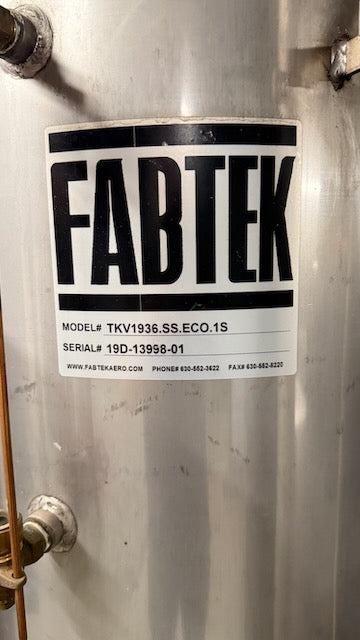 FABTEK
MODEL# TKV1936.SS.ECO.1S
SERIAL# 19D-13998-01
WWW.FABTEKAERO.COM PHONE# 630-552-3622 FAX# 630-552-8220